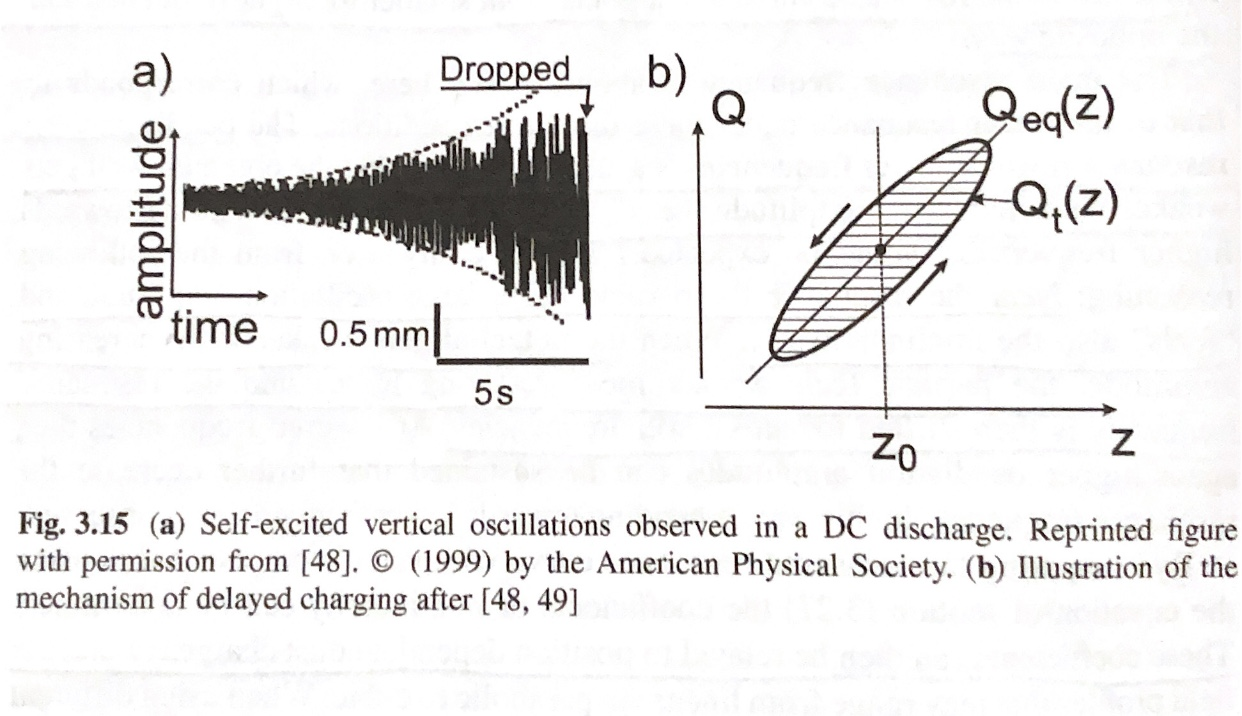 a)
Dropped
b)
amplitude
time
0.5 mm
5s
Q
Qeq(z)
Qt(z)
z0
z
Fig. 3.15 (a) Self-excited vertical oscillations observed in a DC discharge. Reprinted figure
with permission from [48]. © (1999) by the American Physical Society. (b) Illustration of the
mechanism of delayed charging after [48, 49]